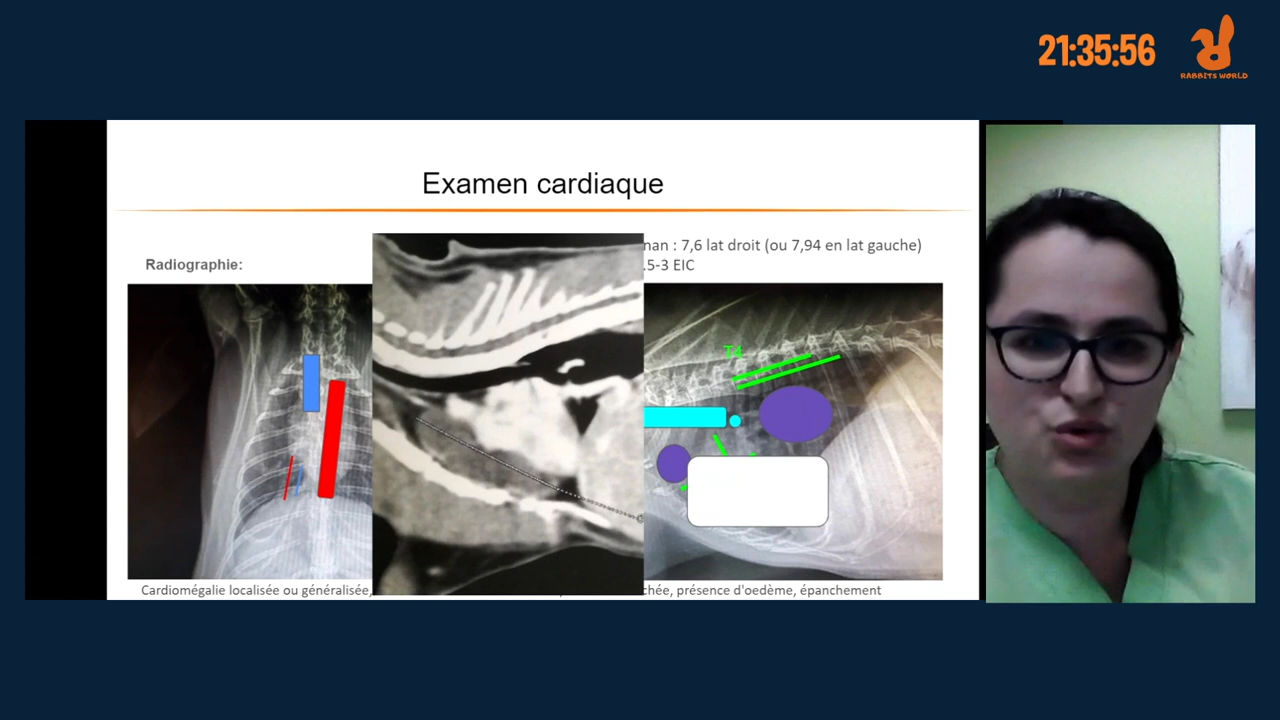 21:35:56
RABBITS WORLD
Examen cardiaque
nan : 7,6 lat droit (ou 7,94 en lat gauche)
Radiographie:
.5-3 EIC
T4
Cardiomégalie localisée ou généralisée,
chée, présence d'oedème, épanchement